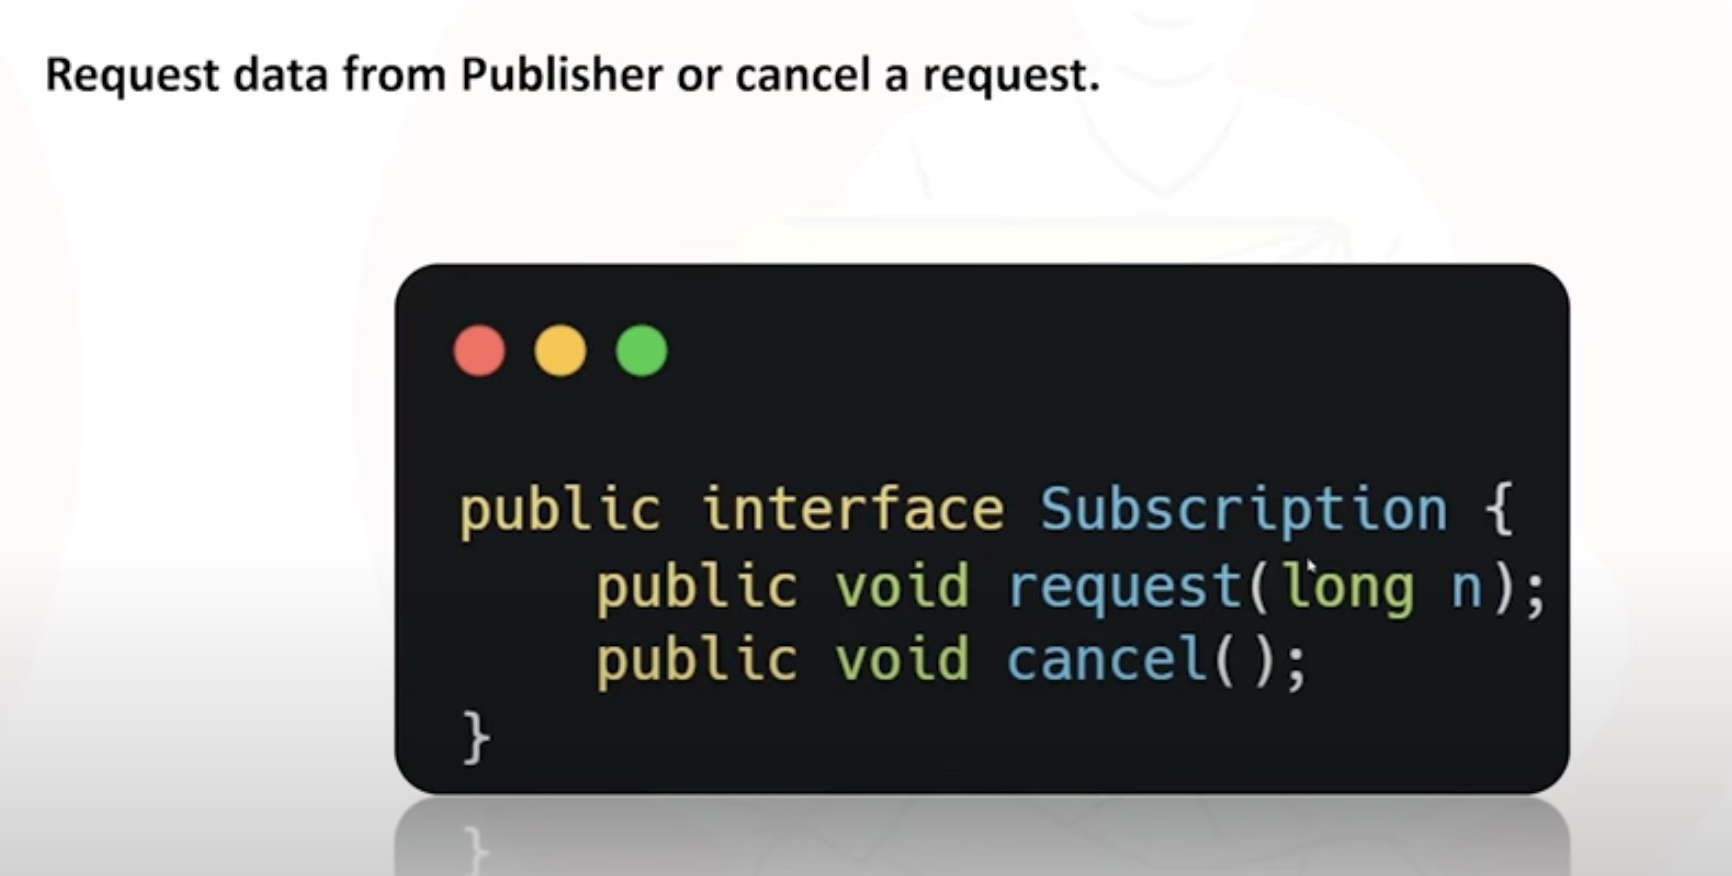 Request data from Publisher or cancel a request.
public interface Subscription {
public void request(long n);
public void cancel();
}
}